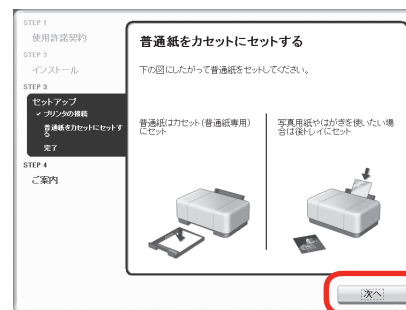 STEP 1
使用許諾契約
STEP 2
インストール
STEP 3
セットアップ
✓ プリンタの接続
普通紙をカセットにセットす
る
完了
STEP 4
ご案内
普通紙をカセットにセットする
下の図にしたがって普通紙をセットしてください。
普通紙はカセット(普通紙専用)
にセット
写真用紙やはがきを使いたい場
合は後トレイにセット
次へ